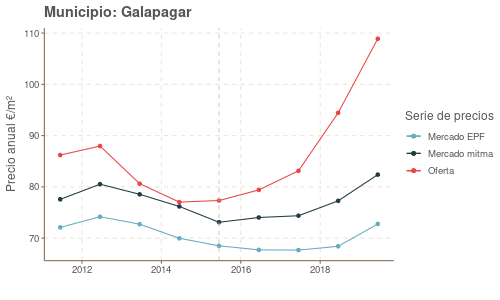 Municipio: Galapagar
Precio anual €/m²
110
100
90
80
70
2012
2014
2016
2018
Serie de precios
Mercado EPF
Mercado mitma
Oferta